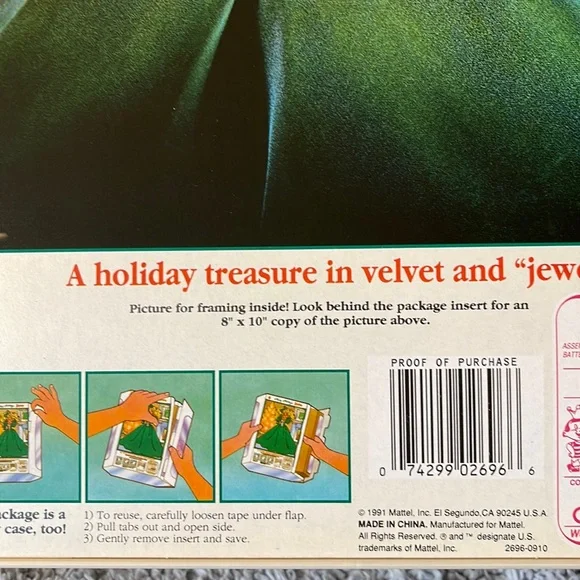 A holiday treasure in velvet and “jew
Picture for framing inside! Look behind the package insert for an
8" x 10" copy of the picture above.
PROOF OF PURCHASE
0 74299 02696 6
ckage is a
case, too!
1) To reuse, carefully loosen tape under flap.
2) Pull tabs out and open side.
3) Gently remove insert and save.
© 1991 Mattel, Inc. El Segundo, CA 90245 U.S.A.
MADE IN CHINA. Manufactured for Mattel.
All Rights Reserved. ® and ™ designate U.S.
trademarks of Mattel, Inc. 2696-0910
ASSE
BATT
CO
W